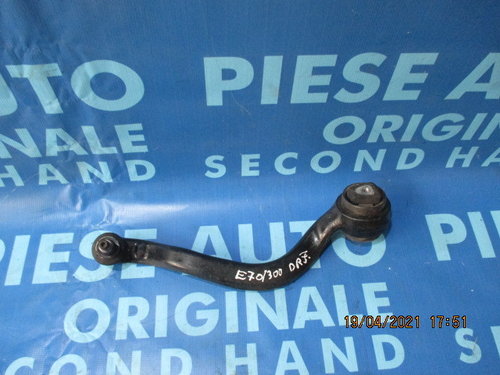 PIESE AUTO
AUTO
ORIGINALE
ORIGINALE
HAND
SECOND HAND
E70/300 DRJ.
PIESE AUTO
PIESE
ORIGINALE
19/04/2021 17:51
SECOND HAND